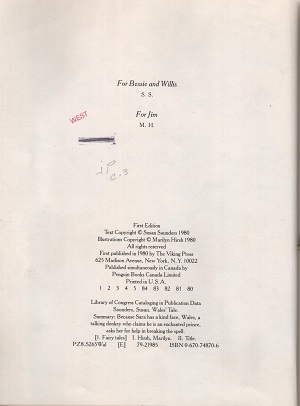 For Bessie and Willis
S. S.
For Jim
M. H.
WEST
jP
c.3
First Edition
Text Copyright © Susan Saunders 1980
Illustrations Copyright © Marilyn Hirsh 1980
All rights reserved
First published in 1980 by The Viking Press
625 Madison Avenue, New York, N.Y. 10022
Published simultaneously in Canada by
Penguin Books Canada Limited
Printed in U.S.A.
1 2 3 4 5 84 83 82 81 80
Library of Congress Cataloging in Publication Data
Saunders, Susan. Wales' Tale.
Summary: Because Sara has a kind face, Wales, a
talking donkey who claims he is an enchanted prince,
asks her for help in breaking the spell.
[1. Fairy tales] I. Hirsh, Marilyn. II. Title.
PZ8.S265Wal [E] 79-21985 ISBN 0-670-74870-6